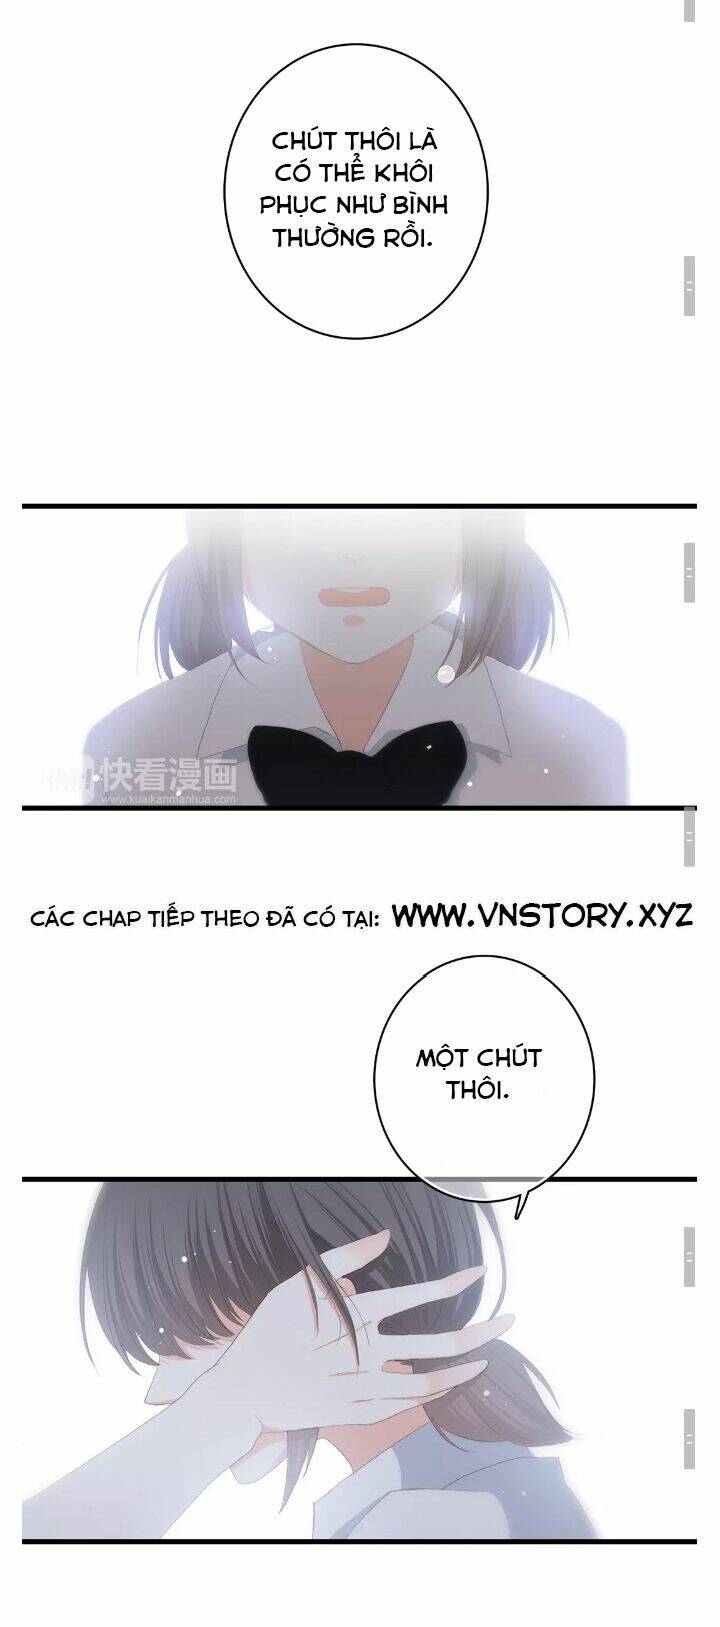 CHÚT THÔI LÀ
CÓ THỂ KHÔI
PHỤC NHƯ BÌNH
THƯỜNG RỒI.
快看漫画
www.kuaikanmanhua.com
CÁC CHAP TIẾP THEO ĐÃ CÓ TẠI: WWW.VNSTORY.XYZ
MỘT CHÚT
THÔI.